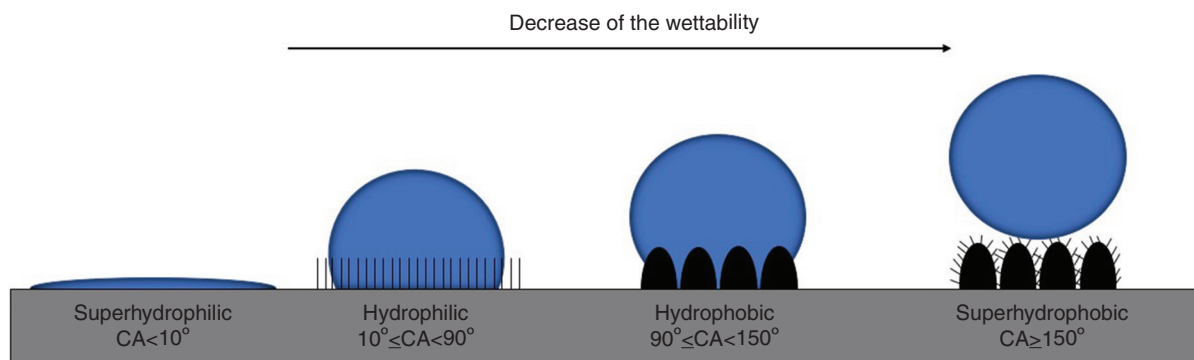 Decrease of the wettability
Superhydrophilic
CA<10°
Hydrophilic
10°≤CA<90°
Hydrophobic
90°≤CA<150°
Superhydrophobic
CA≥150°